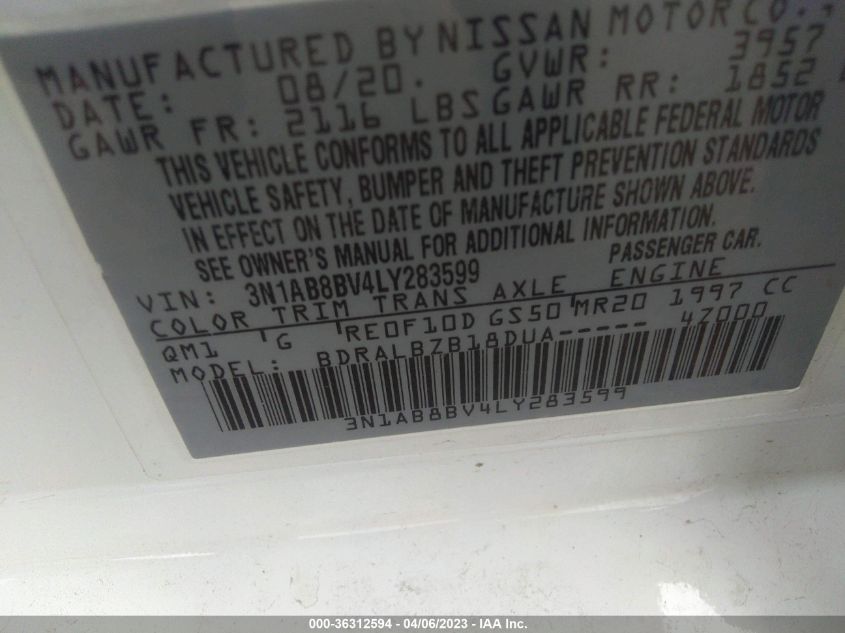 MANUFACTURED BY NISSAN MOTOR CO.,
DATE: 08/20. GVWR: 3957
GAWR FR: 2116 LBS GAWR RR: 1852
THIS VEHICLE CONFORMS TO ALL APPLICABLE FEDERAL MOTOR
VEHICLE SAFETY, BUMPER AND THEFT PREVENTION STANDARDS
IN EFFECT ON THE DATE OF MANUFACTURE SHOWN ABOVE.
SEE OWNER'S MANUAL FOR ADDITIONAL INFORMATION.
PASSENGER CAR.
VIN: 3N1AB8BV4LY283599
COLOR TRIM TRANS AXLE ENGINE
QM1 'G 'RE0F10D GS50 'MR20 1997 CC
MODEL: BDRALBZB18DUA----- 4Z000
3N1AB8BV4LY283599
000-36312594 - 04/06/2023 - IAA Inc.